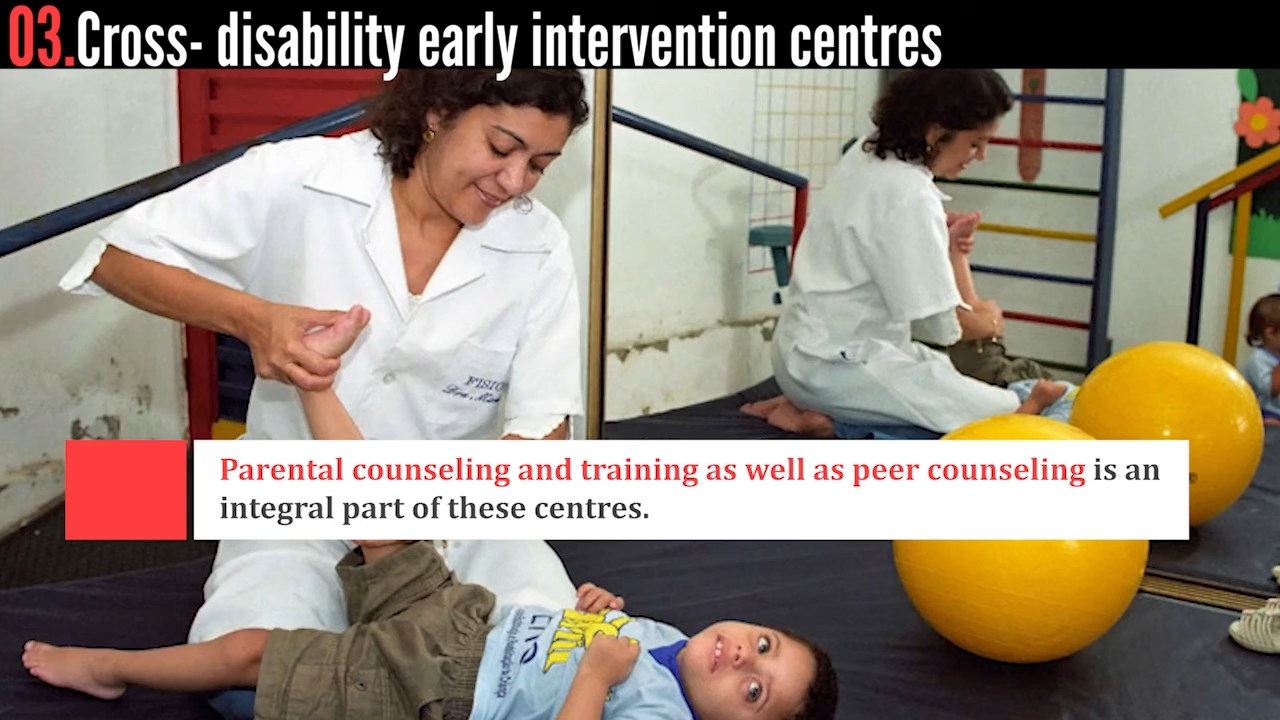 03.Cross- disability early intervention centres
FISIO
Parental counseling and training as well as peer counseling is an
integral part of these centres.